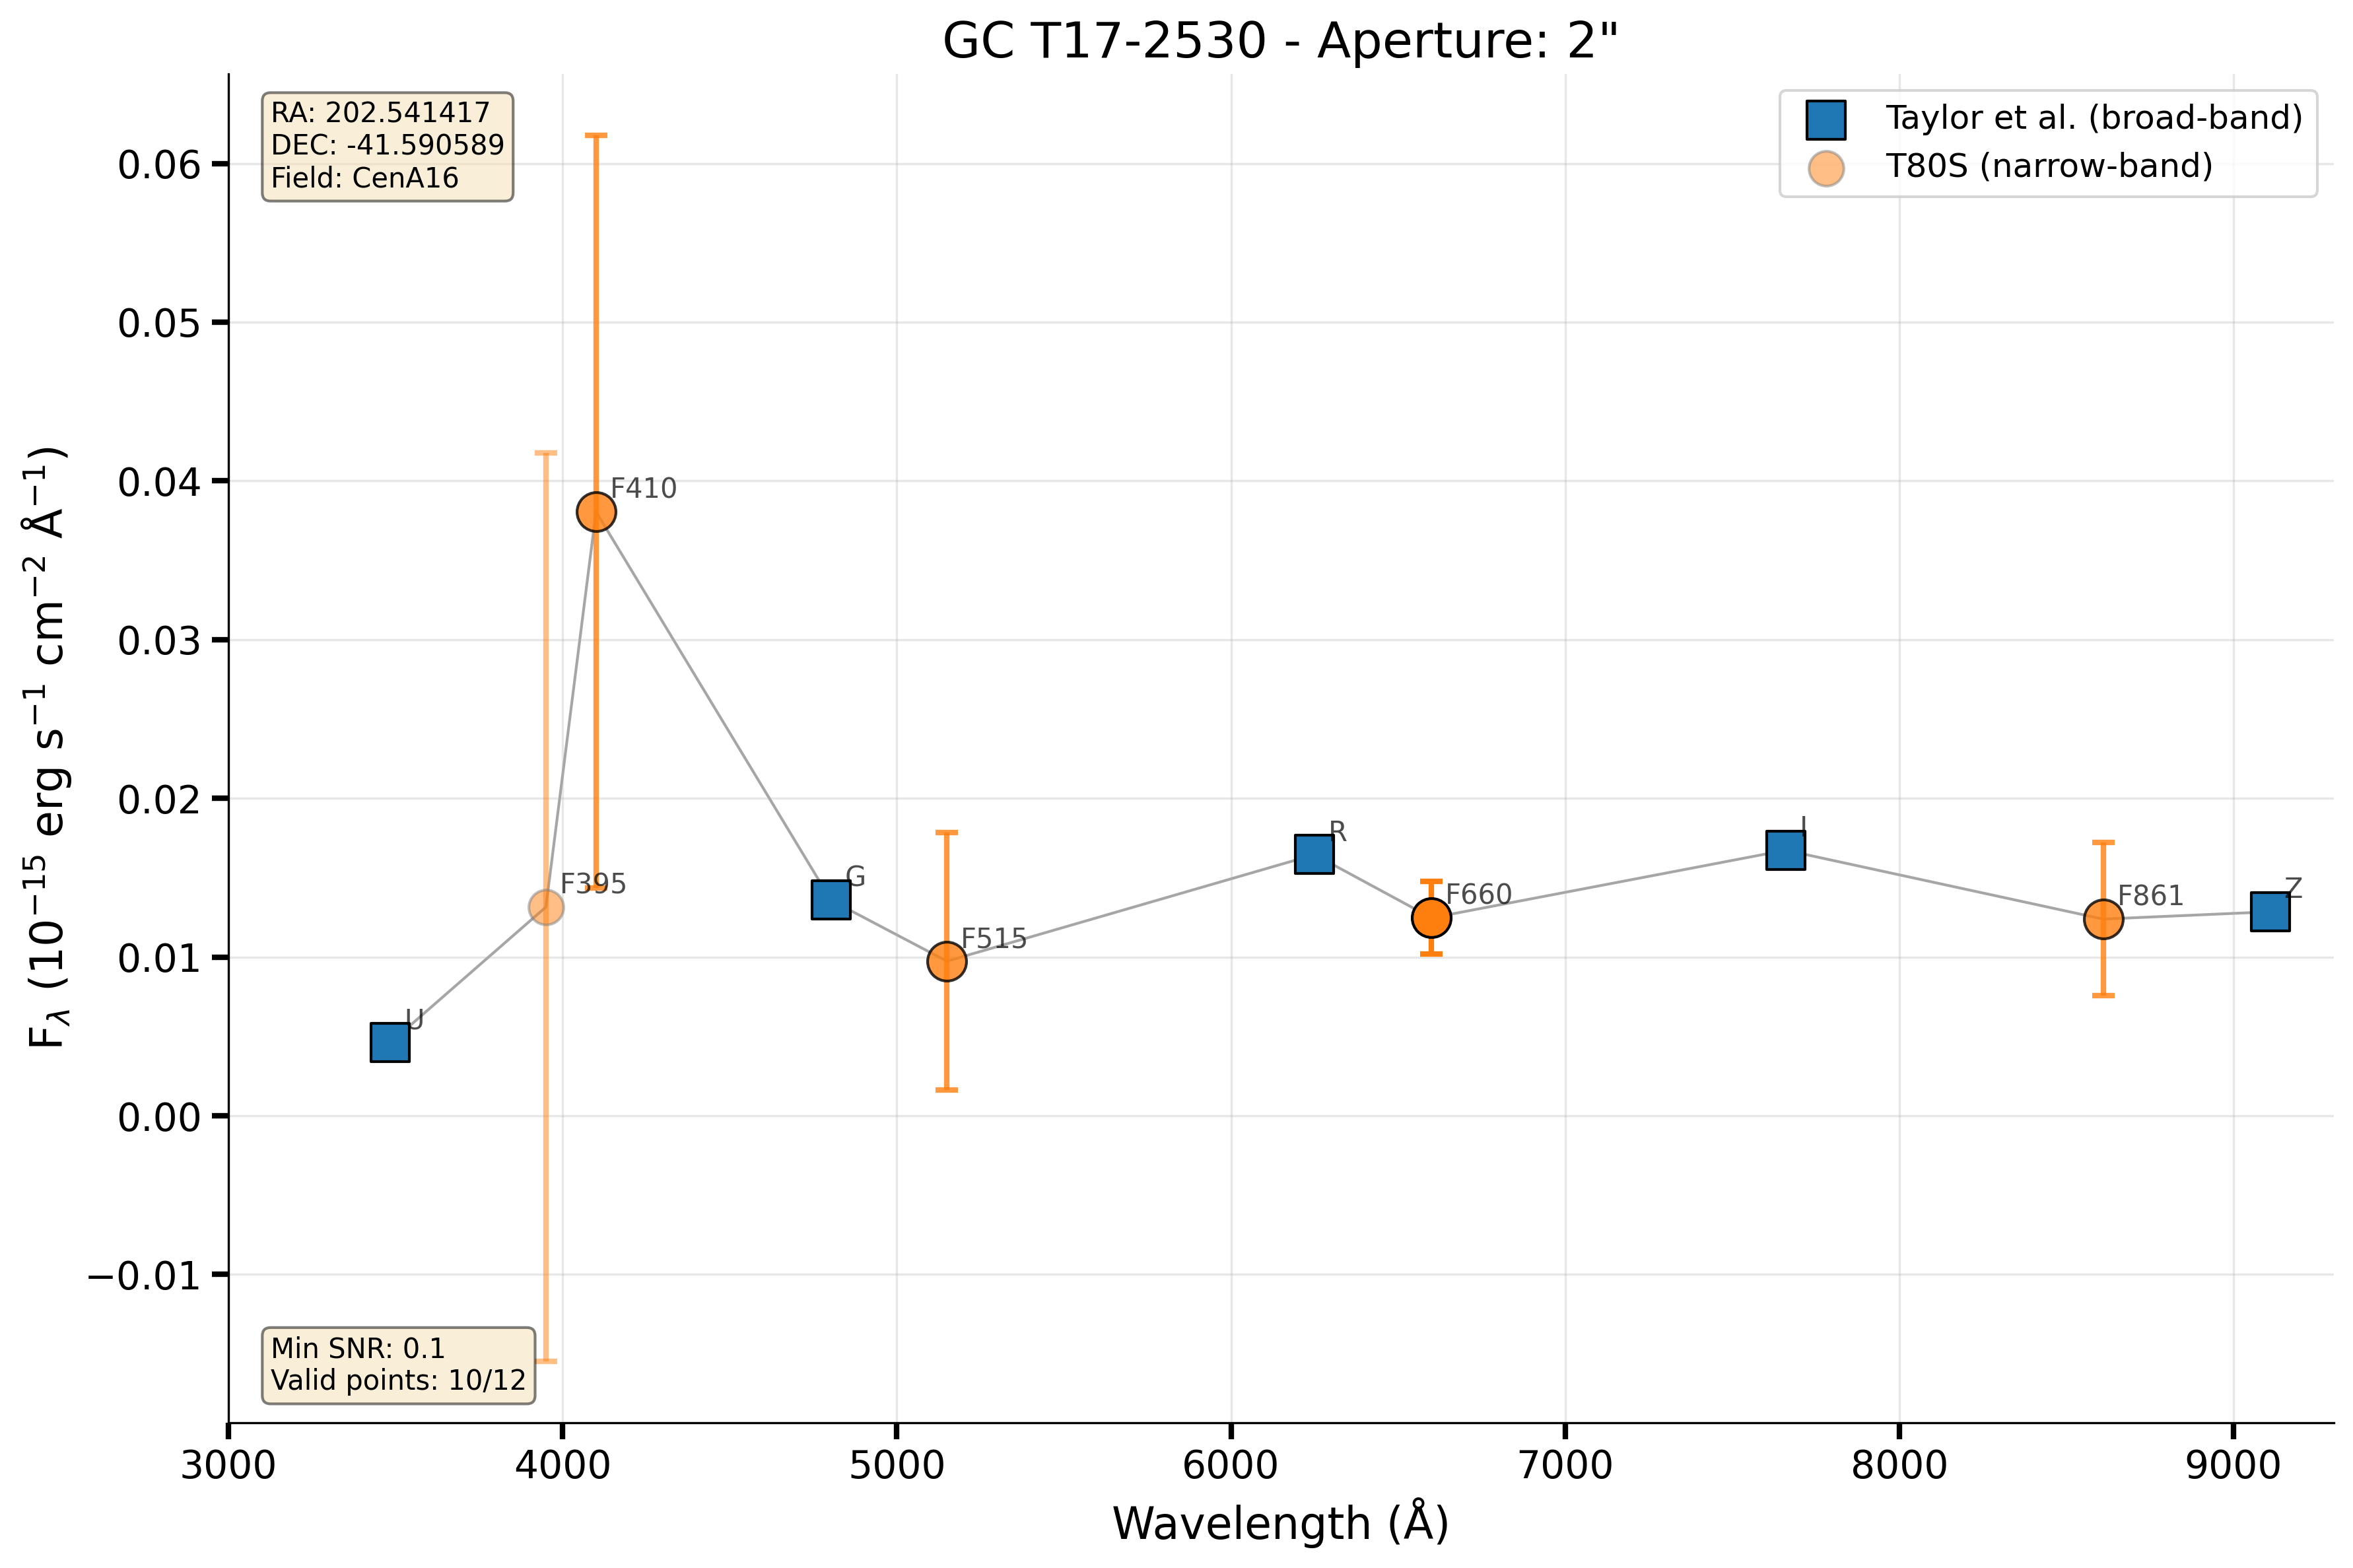 GC T17-2530 - Aperture: 2"
RA: 202.541417
DEC: -41.590589
Field: CenA16
Taylor et al. (broad-band)
T80S (narrow-band)
0.06
0.05
0.04
0.03
0.02
0.01
0.00
−0.01
F$_λ$ (10$^{−15}$ erg s$^{−1}$ cm$^{−2}$ Å$^{−1}$)
F410
F395
U
G
F515
R
F660
I
F861
Z
Min SNR: 0.1
Valid points: 10/12
3000 4000 5000 6000 7000 8000 9000
Wavelength (Å)